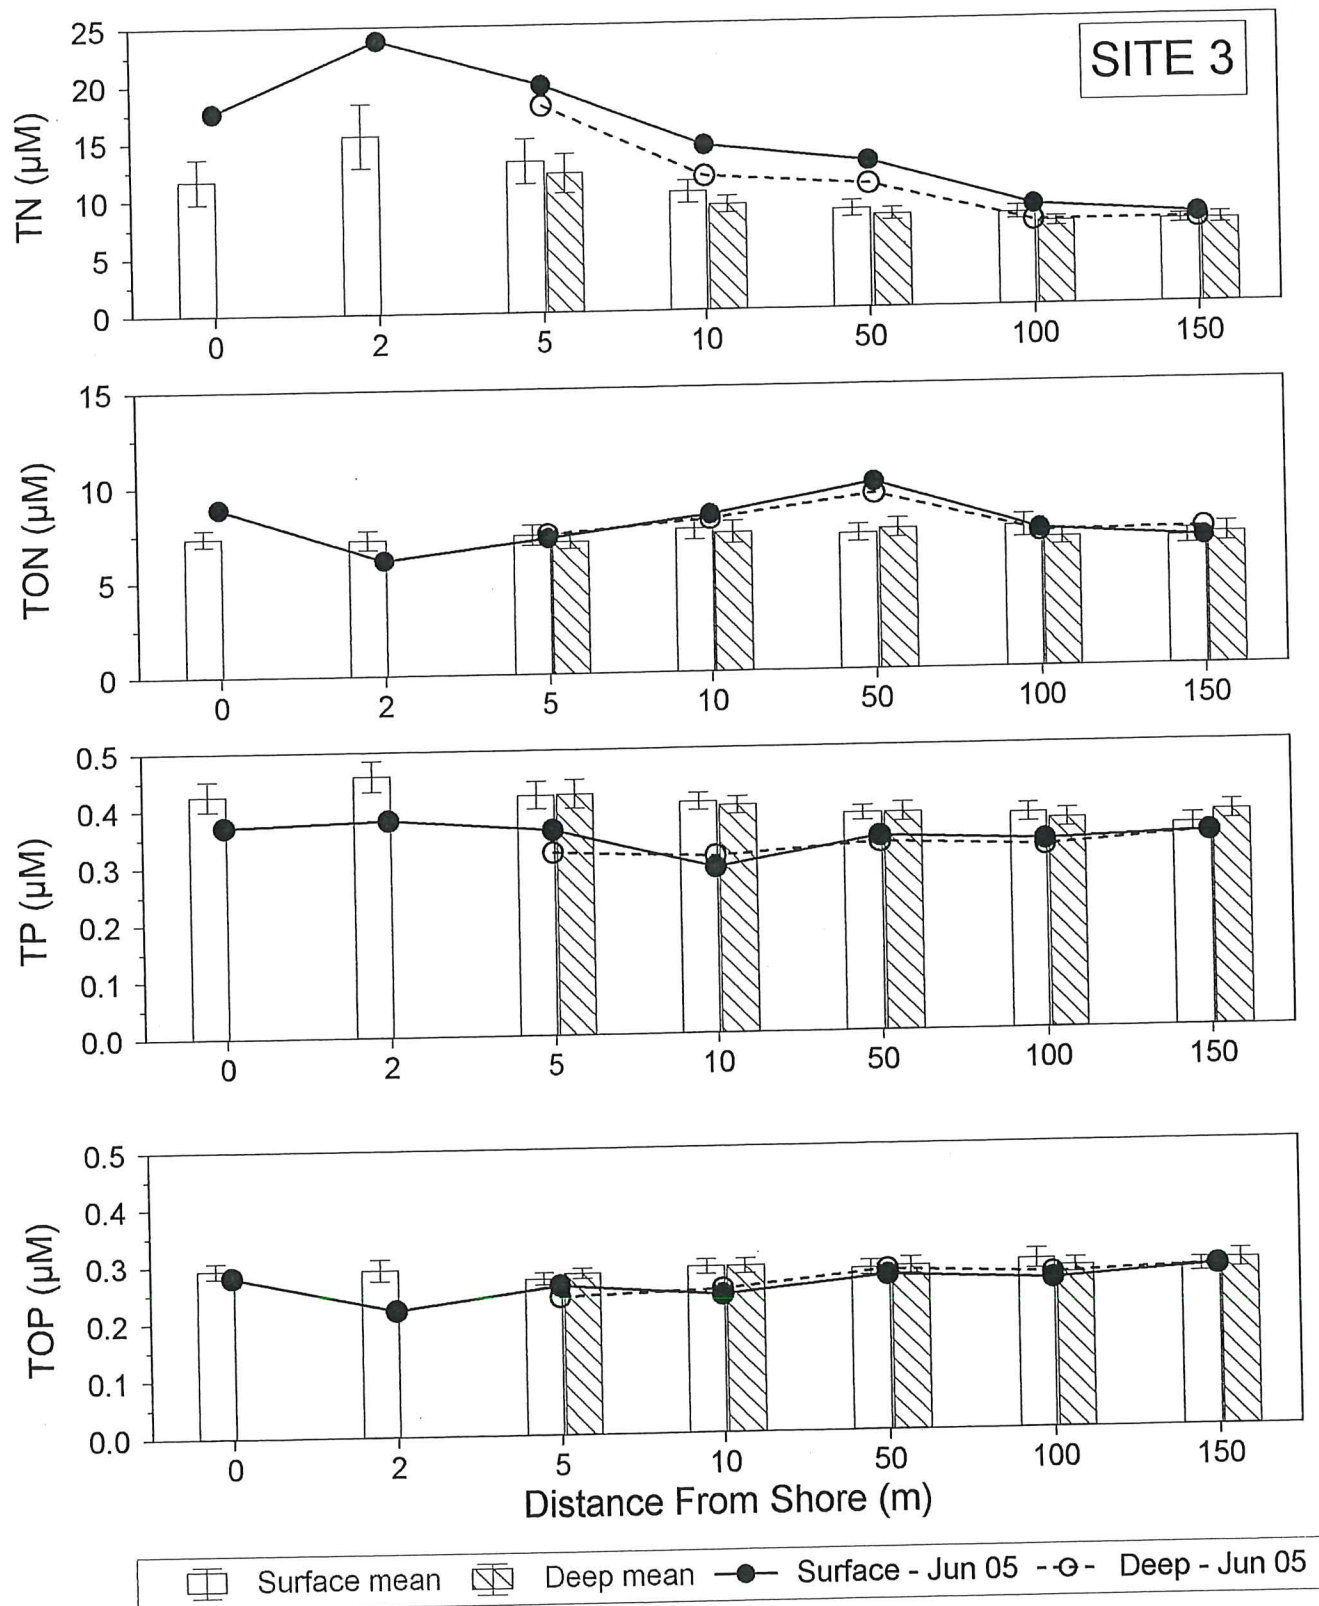 SITE 3
TN (µM)
25
20
15
10
5
0
0 2 5 10 50 100 150
TON (µM)
15
10
5
0
0 2 5 10 50 100 150
TP (µM)
0.5
0.4
0.3
0.2
0.1
0.0
0 2 5 10 50 100 150
TOP (µM)
0.5
0.4
0.3
0.2
0.1
0.0
0 2 5 10 50 100 150
Distance From Shore (m)
Surface mean Deep mean Surface - Jun 05 Deep - Jun 05